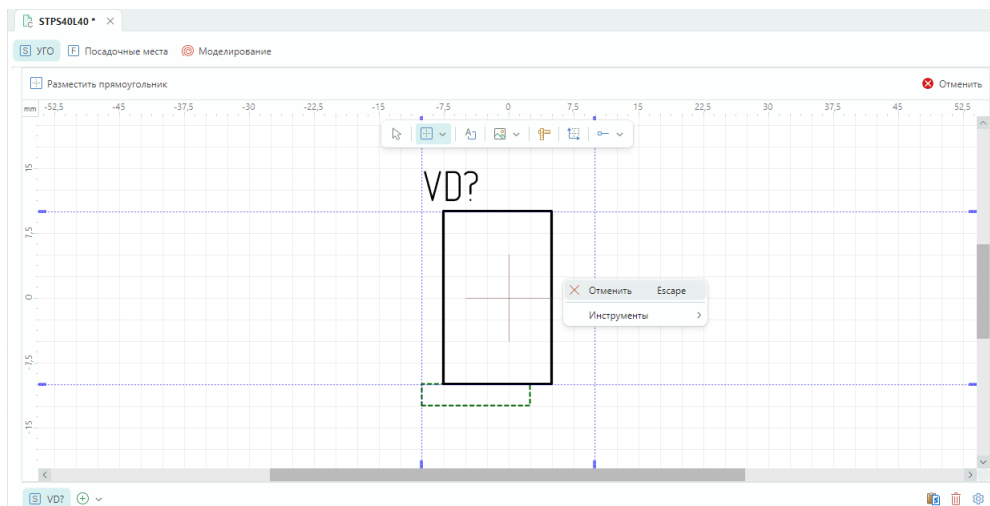 STPS40L40 *
S УГО F Посадочные места Моделирование
Разместить прямоугольник Отменить
mm -52,5 -45 -37,5 -30 -22,5 -15 -7,5 0 7,5 15 22,5 30 37,5 45 52,5
15
VD?
7,5
Отменить Escape
0
Инструменты
-7,5
-15
S VD?